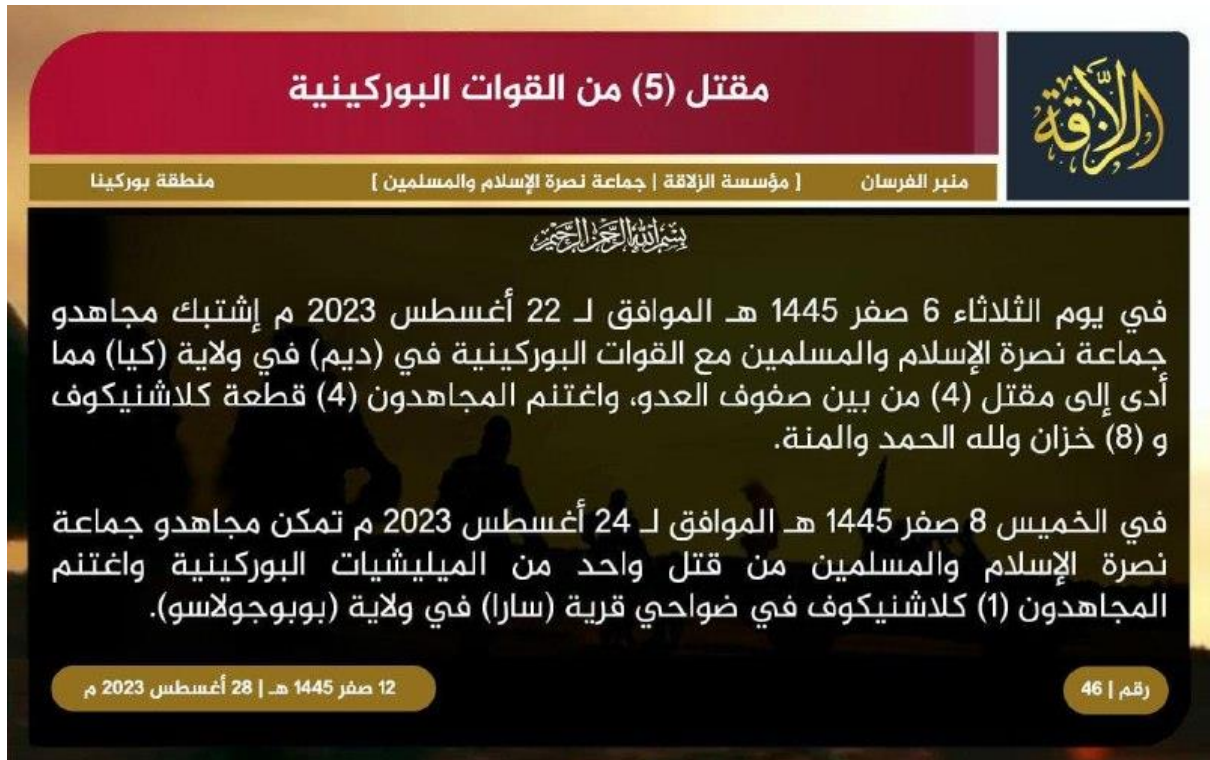 مقتل (5) من القوات البوركينية
الزلاقة
منبر الفرسان
[ مؤسسة الزلاقة | جماعة نصرة الإسلام والمسلمين ]
منطقة بوركينا
بسم الله الرحمن الرحيم
في يوم الثلاثاء 6 صفر 1445 هـ الموافق لـ 22 أغسطس 2023 م إشتبك مجاهدو
جماعة نصرة الإسلام والمسلمين مع القوات البوركينية في (ديم) في ولاية (كيا) مما
أدى إلى مقتل (4) من بين صفوف العدو، واغتنم المجاهدون (4) قطعة كلاشنيكوف
و (8) خزان ولله الحمد والمنة.
في الخميس 8 صفر 1445 هـ الموافق لـ 24 أغسطس 2023 م تمكن مجاهدو جماعة
نصرة الإسلام والمسلمين من قتل واحد من الميليشيات البوركينية واغتنم
المجاهدون (1) كلاشنيكوف في ضواحي قرية (سارا) في ولاية (بوبوجولاسو).
رقم | 46
12 صفر 1445 هـ | 28 أغسطس 2023 م